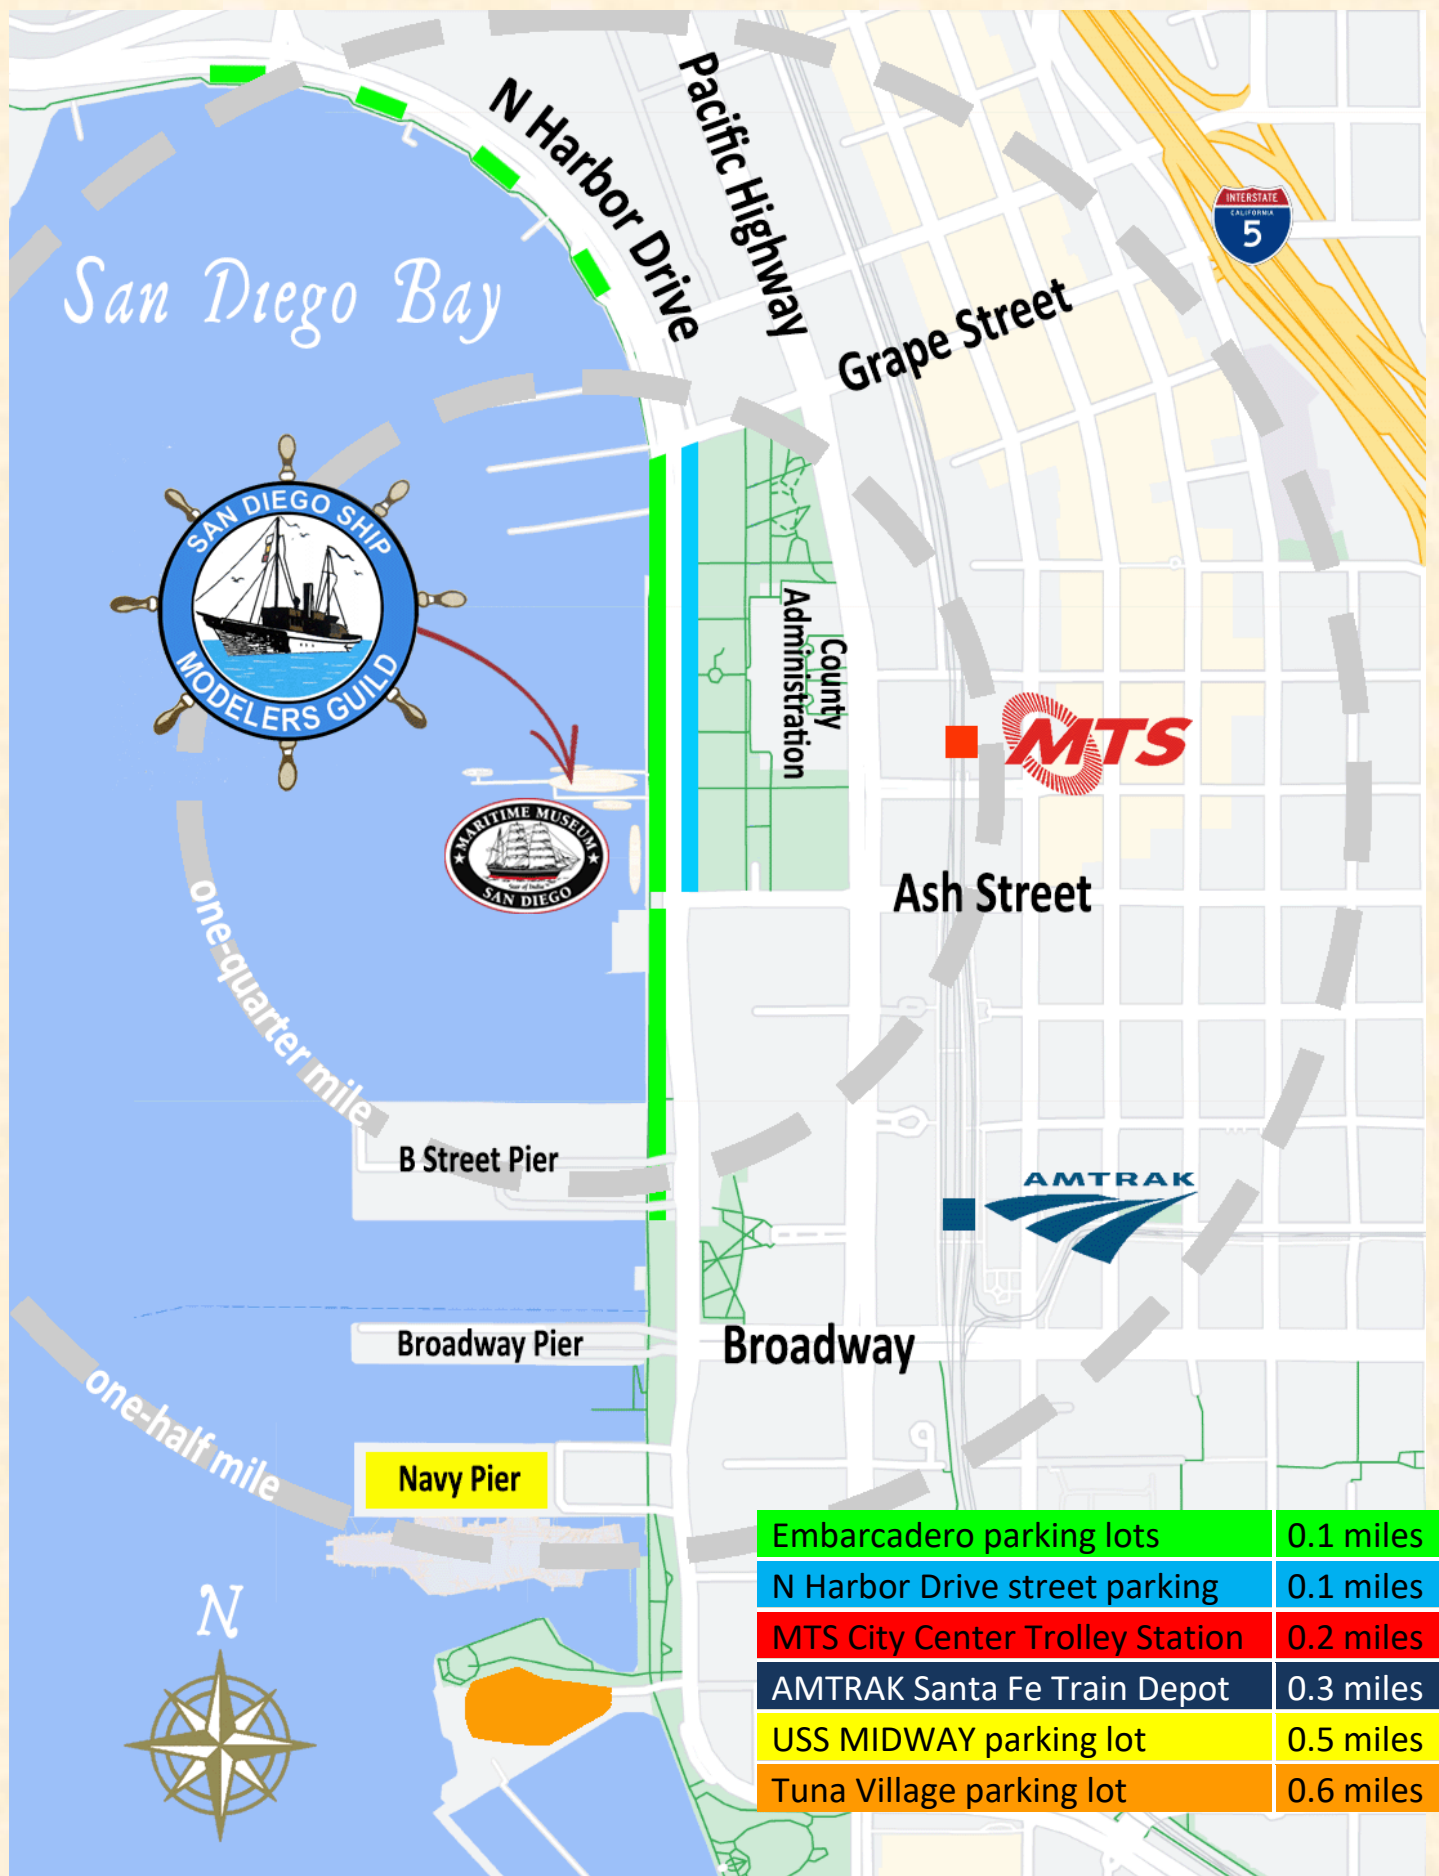 N Harbor Drive
Pacific Highway
INTERSTATE
CALIFORNIA
5
San Diego Bay
Grape Street
SAN DIEGO SHIP
MODELERS GUILD
County
Administration
MTS
MARITIME MUSEUM
Star of India
SAN DIEGO
Ash Street
one-quarter mile
B Street Pier
AMTRAK
Broadway Pier
Broadway
one-half mile
Navy Pier
N
Embarcadero parking lots 0.1 miles
N Harbor Drive street parking 0.1 miles
MTS City Center Trolley Station 0.2 miles
AMTRAK Santa Fe Train Depot 0.3 miles
USS MIDWAY parking lot 0.5 miles
Tuna Village parking lot 0.6 miles